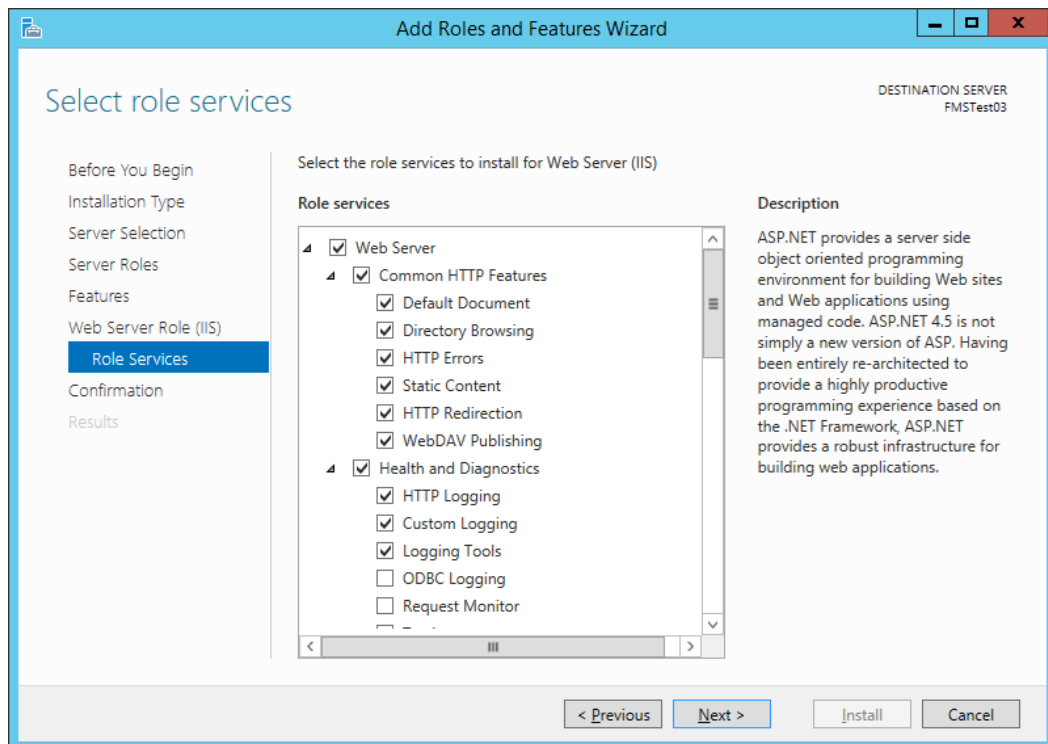 Add Roles and Features Wizard
Select role services
DESTINATION SERVER
FMSTest03
Before You Begin
Installation Type
Server Selection
Server Roles
Features
Web Server Role (IIS)
Role Services
Confirmation
Results
Select the role services to install for Web Server (IIS)
Role services
Web Server
Common HTTP Features
Default Document
Directory Browsing
HTTP Errors
Static Content
HTTP Redirection
WebDAV Publishing
Health and Diagnostics
HTTP Logging
Custom Logging
Logging Tools
ODBC Logging
Request Monitor
Description
ASP.NET provides a server side
object oriented programming
environment for building Web sites
and Web applications using
managed code. ASP.NET 4.5 is not
simply a new version of ASP. Having
been entirely re-architected to
provide a highly productive
programming experience based on
the .NET Framework, ASP.NET
provides a robust infrastructure for
building web applications.
< Previous
Next >
Install
Cancel